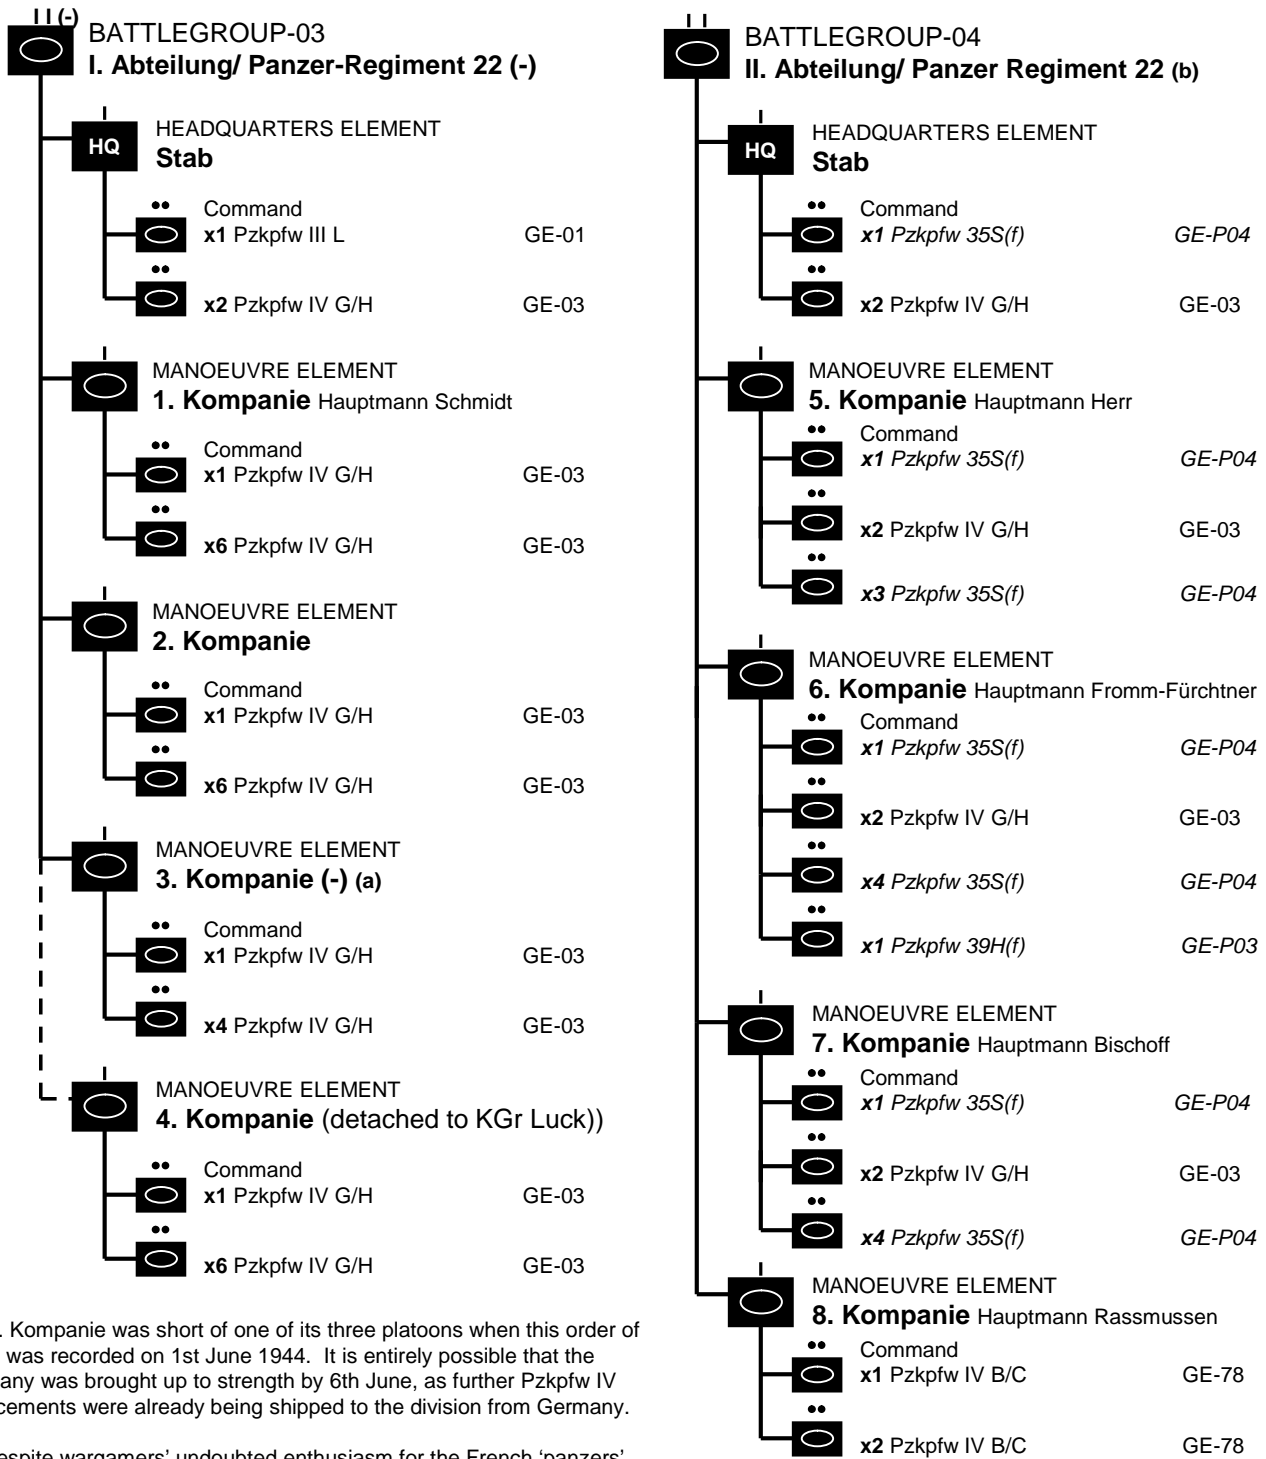 II(-)
BATTLEGROUP-03
I. Abteilung/ Panzer-Regiment 22 (-)
HQ
HEADQUARTERS ELEMENT
Stab
Command
x1 Pzkpfw III L GE-01
x2 Pzkpfw IV G/H GE-03
MANOEUVRE ELEMENT
1. Kompanie Hauptmann Schmidt
Command
x1 Pzkpfw IV G/H GE-03
x6 Pzkpfw IV G/H GE-03
MANOEUVRE ELEMENT
2. Kompanie
Command
x1 Pzkpfw IV G/H GE-03
x6 Pzkpfw IV G/H GE-03
MANOEUVRE ELEMENT
3. Kompanie (-) (a)
Command
x1 Pzkpfw IV G/H GE-03
x4 Pzkpfw IV G/H GE-03
MANOEUVRE ELEMENT
4. Kompanie (detached to KGr Luck))
Command
x1 Pzkpfw IV G/H GE-03
x6 Pzkpfw IV G/H GE-03
. Kompanie was short of one of its three platoons when this order of
was recorded on 1st June 1944. It is entirely possible that the
any was brought up to strength by 6th June, as further Pzkpfw IV
cements were already being shipped to the division from Germany.
espite wargamers' undoubted enthusiasm for the French 'panzers'
II
BATTLEGROUP-04
II. Abteilung/ Panzer Regiment 22 (b)
HQ
HEADQUARTERS ELEMENT
Stab
Command
x1 Pzkpfw 35S(f) GE-P04
x2 Pzkpfw IV G/H GE-03
MANOEUVRE ELEMENT
5. Kompanie Hauptmann Herr
Command
x1 Pzkpfw 35S(f) GE-P04
x2 Pzkpfw IV G/H GE-03
x3 Pzkpfw 35S(f) GE-P04
MANOEUVRE ELEMENT
6. Kompanie Hauptmann Fromm-Fürchtner
Command
x1 Pzkpfw 35S(f) GE-P04
x2 Pzkpfw IV G/H GE-03
x4 Pzkpfw 35S(f) GE-P04
x1 Pzkpfw 39H(f) GE-P03
MANOEUVRE ELEMENT
7. Kompanie Hauptmann Bischoff
Command
x1 Pzkpfw 35S(f) GE-P04
x2 Pzkpfw IV G/H GE-03
x4 Pzkpfw 35S(f) GE-P04
MANOEUVRE ELEMENT
8. Kompanie Hauptmann Rassmussen
Command
x1 Pzkpfw IV B/C GE-78
x2 Pzkpfw IV B/C GE-78